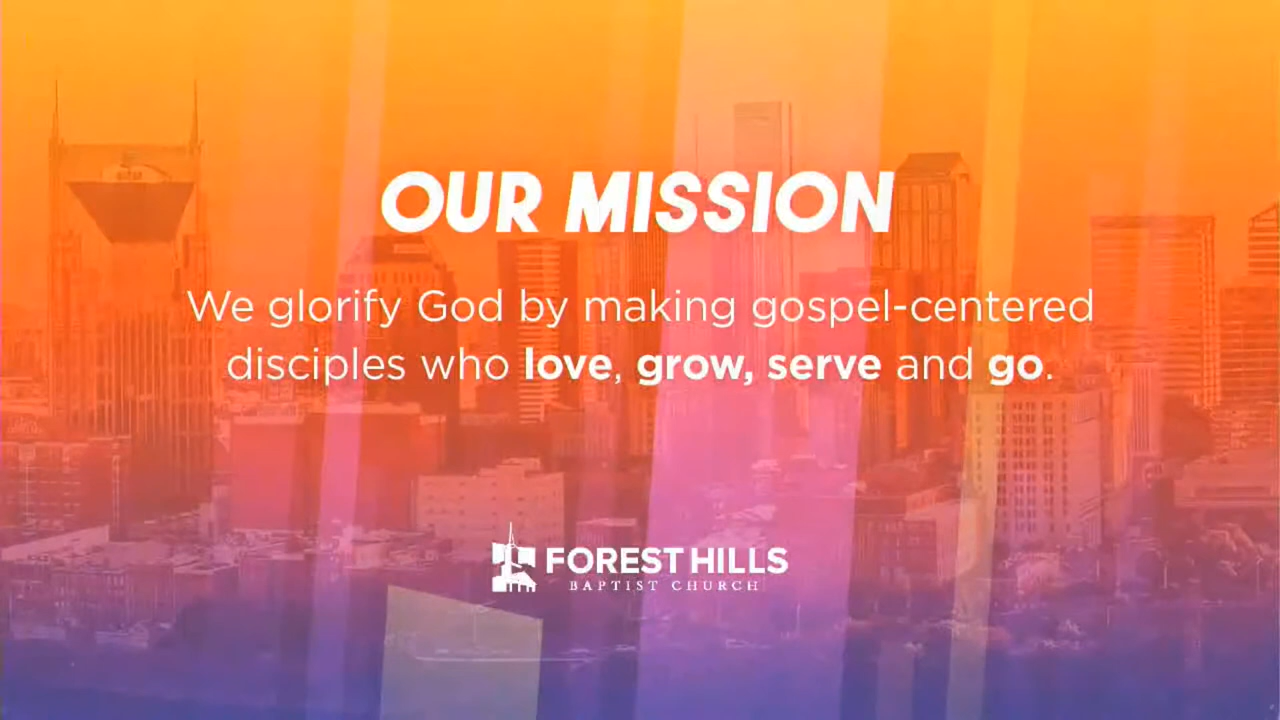 OUR MISSION
We glorify God by making gospel-centered
disciples who love, grow, serve and go.
FOREST HILLS
BAPTIST CHURCH